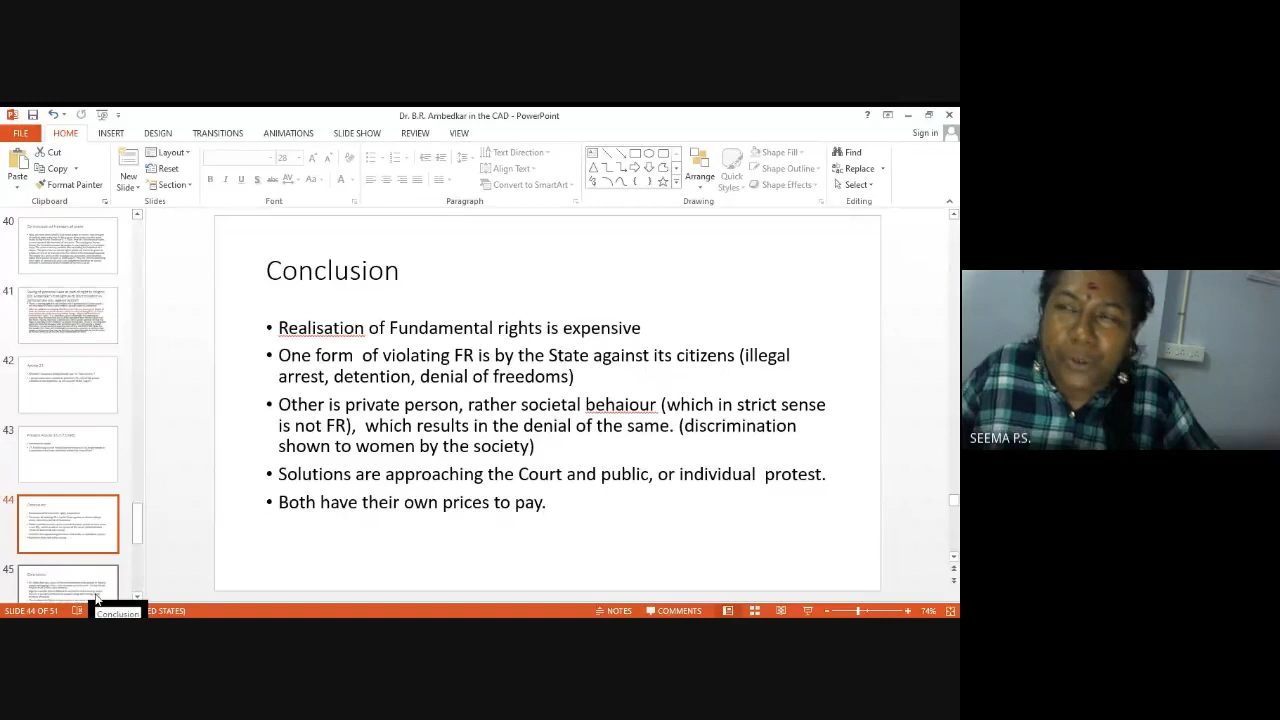 Dr. B.R. Ambedkar in the CAD - PowerPoint
?
FILE HOME INSERT DESIGN TRANSITIONS ANIMATIONS SLIDE SHOW REVIEW VIEW Sign in
Paste
Cut
Copy
Format Painter
Clipboard
New Slide
Layout
Reset
Section
Slides
28
B I U S abc AV Aa A
Font
Text Direction
Align Text
Convert to SmartArt
Paragraph
Arrange
Quick Styles
Shape Fill
Shape Outline
Shape Effects
Drawing
Find
Replace
Select
Editing
40
41
42
43
44
Conclusion
45
Conclusion
Conclusion
• Realisation of Fundamental rights is expensive
• One form of violating FR is by the State against its citizens (illegal
arrest, detention, denial of freedoms)
• Other is private person, rather societal behaiour (which in strict sense
is not FR), which results in the denial of the same. (discrimination
shown to women by the society)
• Solutions are approaching the Court and public, or individual protest.
• Both have their own prices to pay.
SEEMA P.S.
SLIDE 44 OF 51
Conclusion
ED STATES)
NOTES
COMMENTS
74%